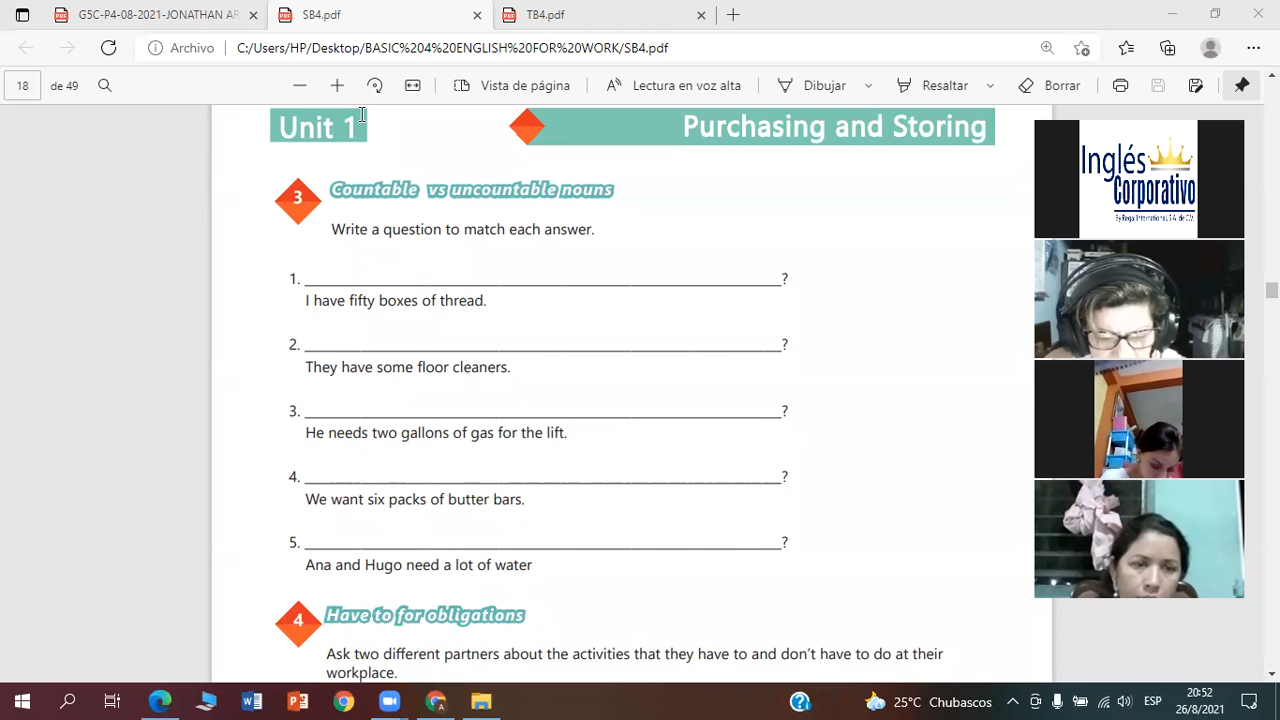 G5C-P4-08-2021-JONATHAN AR
SB4.pdf
TB4.pdf
Archivo
C:/Users/HP/Desktop/BASIC%204%20ENGLISH%20FOR%20WORK/SB4.pdf
18 de 49
Vista de página
Lectura en voz alta
Dibujar
Resaltar
Borrar
Unit 1
Purchasing and Storing
3 Countable vs uncountable nouns
Write a question to match each answer.
1. ?
I have fifty boxes of thread.
2. ?
They have some floor cleaners.
3. ?
He needs two gallons of gas for the lift.
4. ?
We want six packs of butter bars.
5. ?
Ana and Hugo need a lot of water
4 Have to for obligations
Ask two different partners about the activities that they have to and don't have to do at their
workplace.
Inglés
Corporativo
By Regal International, S.A. de C.V.
25°C Chubascos
ESP
20:52
26/8/2021